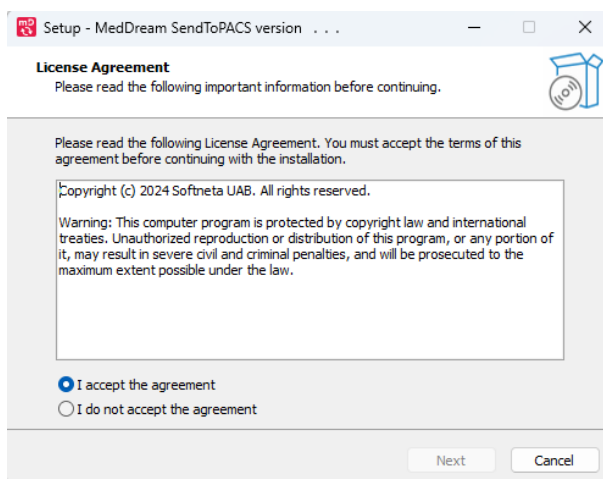 Setup - MedDream SendToPACS version . . .
License Agreement
Please read the following important information before continuing.
Please read the following License Agreement. You must accept the terms of this
agreement before continuing with the installation.
Copyright (c) 2024 Softneta UAB. All rights reserved.
Warning: This computer program is protected by copyright law and international
treaties. Unauthorized reproduction or distribution of this program, or any portion of
it, may result in severe civil and criminal penalties, and will be prosecuted to the
maximum extent possible under the law.
I accept the agreement
I do not accept the agreement
Next
Cancel